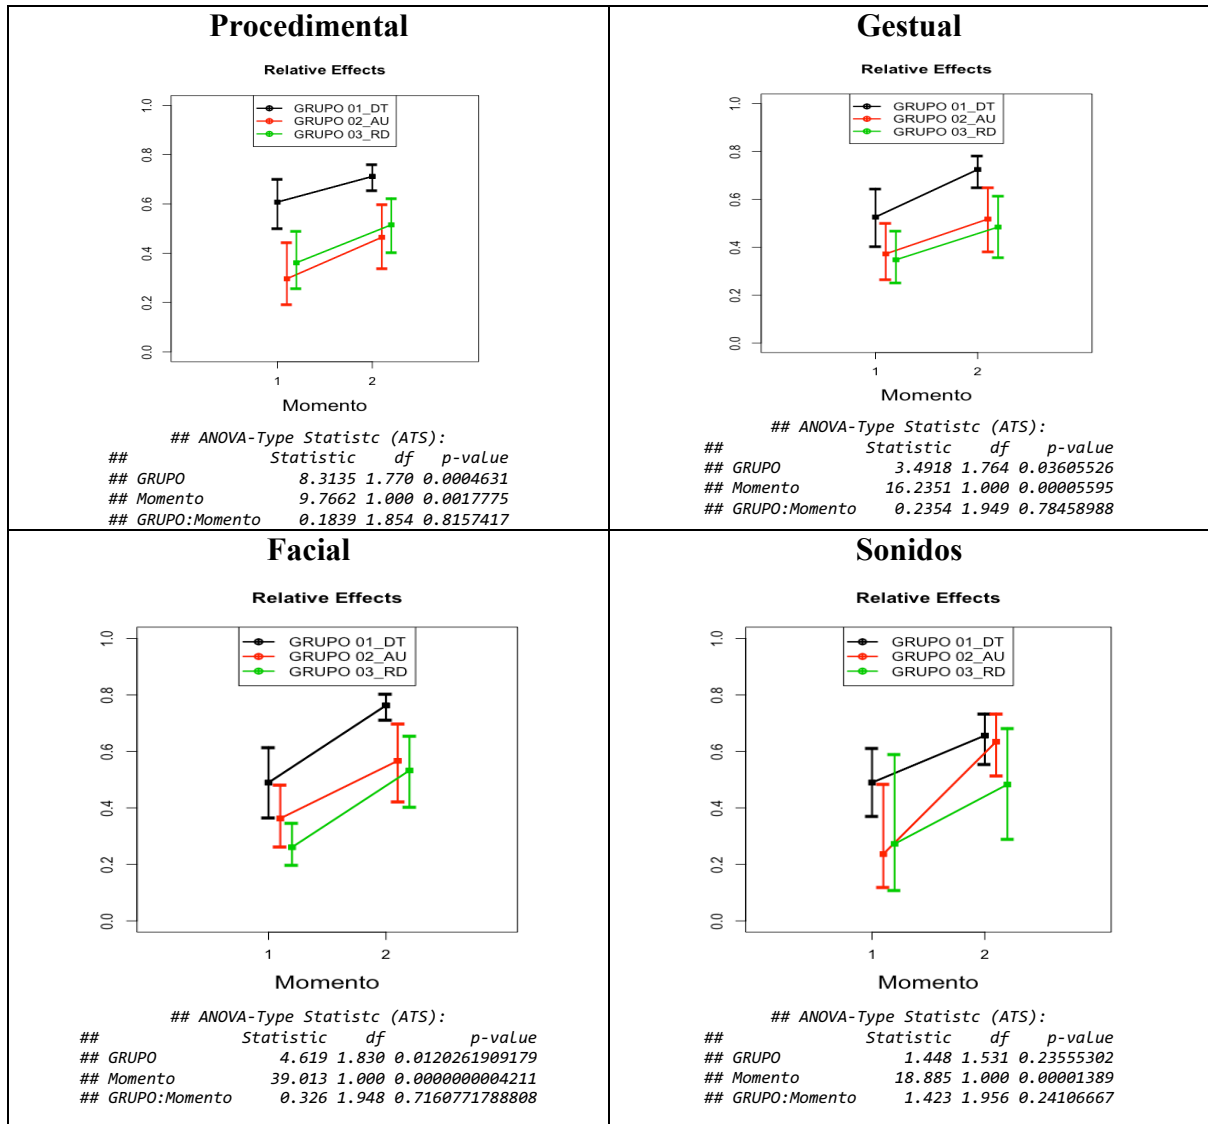 Procedimental
Relative Effects
GRUPO 01_DT
GRUPO 02_AU
GRUPO 03_RD
1.0
0.8
0.6
0.4
0.2
0.0
1 2
Momento
## ANOVA-Type Statistc (ATS):
## Statistic df p-value
## GRUPO 8.3135 1.770 0.0004631
## Momento 9.7662 1.000 0.0017775
## GRUPO:Momento 0.1839 1.854 0.8157417
Gestual
Relative Effects
GRUPO 01_DT
GRUPO 02_AU
GRUPO 03_RD
1.0
0.8
0.6
0.4
0.2
0.0
1 2
Momento
## ANOVA-Type Statistc (ATS):
## Statistic df p-value
## GRUPO 3.4918 1.764 0.03605526
## Momento 16.2351 1.000 0.00005595
## GRUPO:Momento 0.2354 1.949 0.78458988
Facial
Relative Effects
GRUPO 01_DT
GRUPO 02_AU
GRUPO 03_RD
1.0
0.8
0.6
0.4
0.2
0.0
1 2
Momento
## ANOVA-Type Statistc (ATS):
## Statistic df p-value
## GRUPO 4.619 1.830 0.0120261909179
## Momento 39.013 1.000 0.0000000004211
## GRUPO:Momento 0.326 1.948 0.7160771788808
Sonidos
Relative Effects
GRUPO 01_DT
GRUPO 02_AU
GRUPO 03_RD
1.0
0.8
0.6
0.4
0.2
0.0
1 2
Momento
## ANOVA-Type Statistc (ATS):
## Statistic df p-value
## GRUPO 1.448 1.531 0.23555302
## Momento 18.885 1.000 0.00001389
## GRUPO:Momento 1.423 1.956 0.24106667